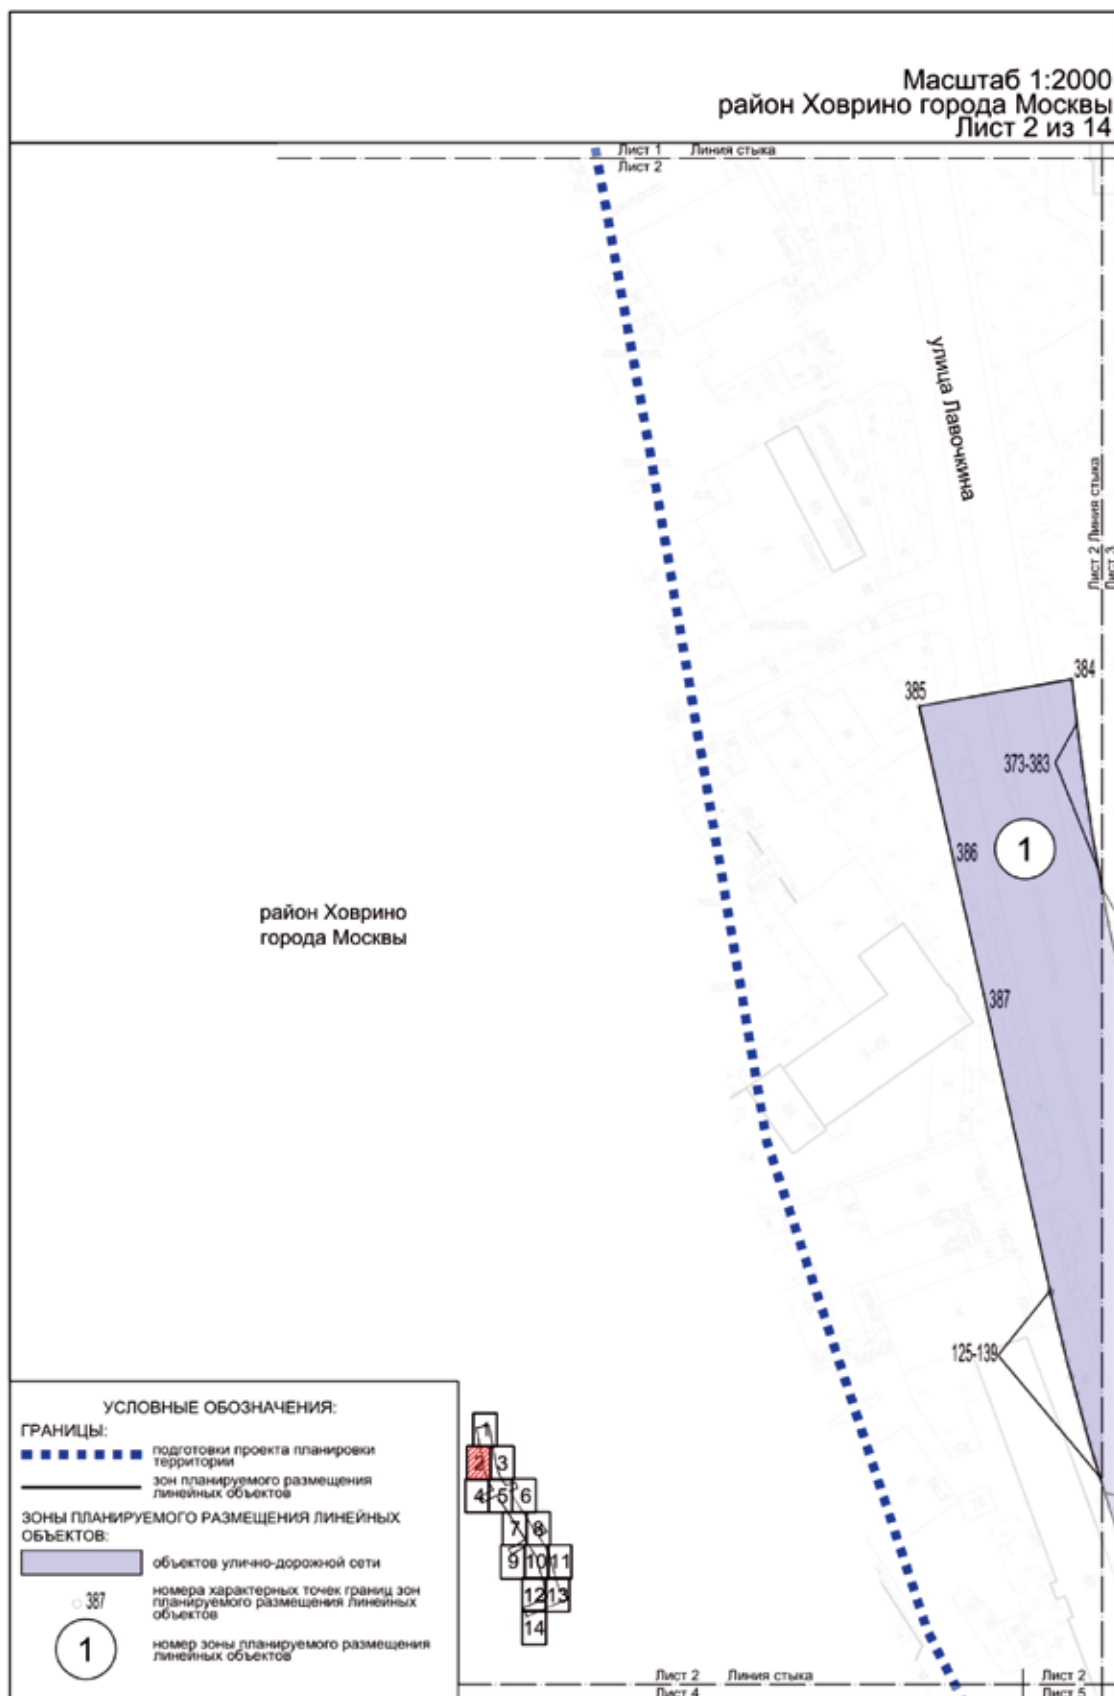 Масштаб 1:2000
район Ховрино города Москвы
Лист 2 из 14
Лист 1 Линия стыка
Лист 2
улица Лавочкина
Лист 2 Линия стыка
Лист 3
384
385
373-383
386
1
387
район Ховрино
города Москвы
125-139
УСЛОВНЫЕ ОБОЗНАЧЕНИЯ:
ГРАНИЦЫ:
подготовки проекта планировки
территории
зон планируемого размещения
линейных объектов
ЗОНЫ ПЛАНИРУЕМОГО РАЗМЕЩЕНИЯ ЛИНЕЙНЫХ
ОБЪЕКТОВ:
объектов улично-дорожной сети
387
номера характерных точек границ зон
планируемого размещения линейных
объектов
1
номер зоны планируемого размещения
линейных объектов
1
2 3
4 5 6
7 8
9 10 11
12 13
14
Лист 2 Линия стыка
Лист 4
Лист 2
Лист 5